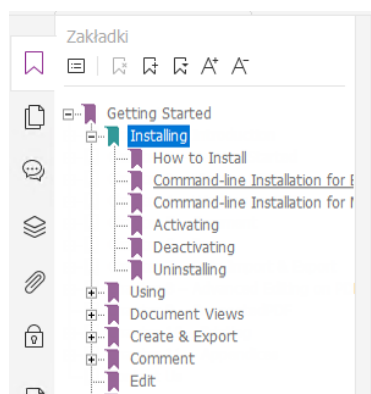 Zakładki
Getting Started
Installing
How to Install
Command-line Installation for
Command-line Installation for
Activating
Deactivating
Uninstalling
Using
Document Views
Create & Export
Comment
Edit